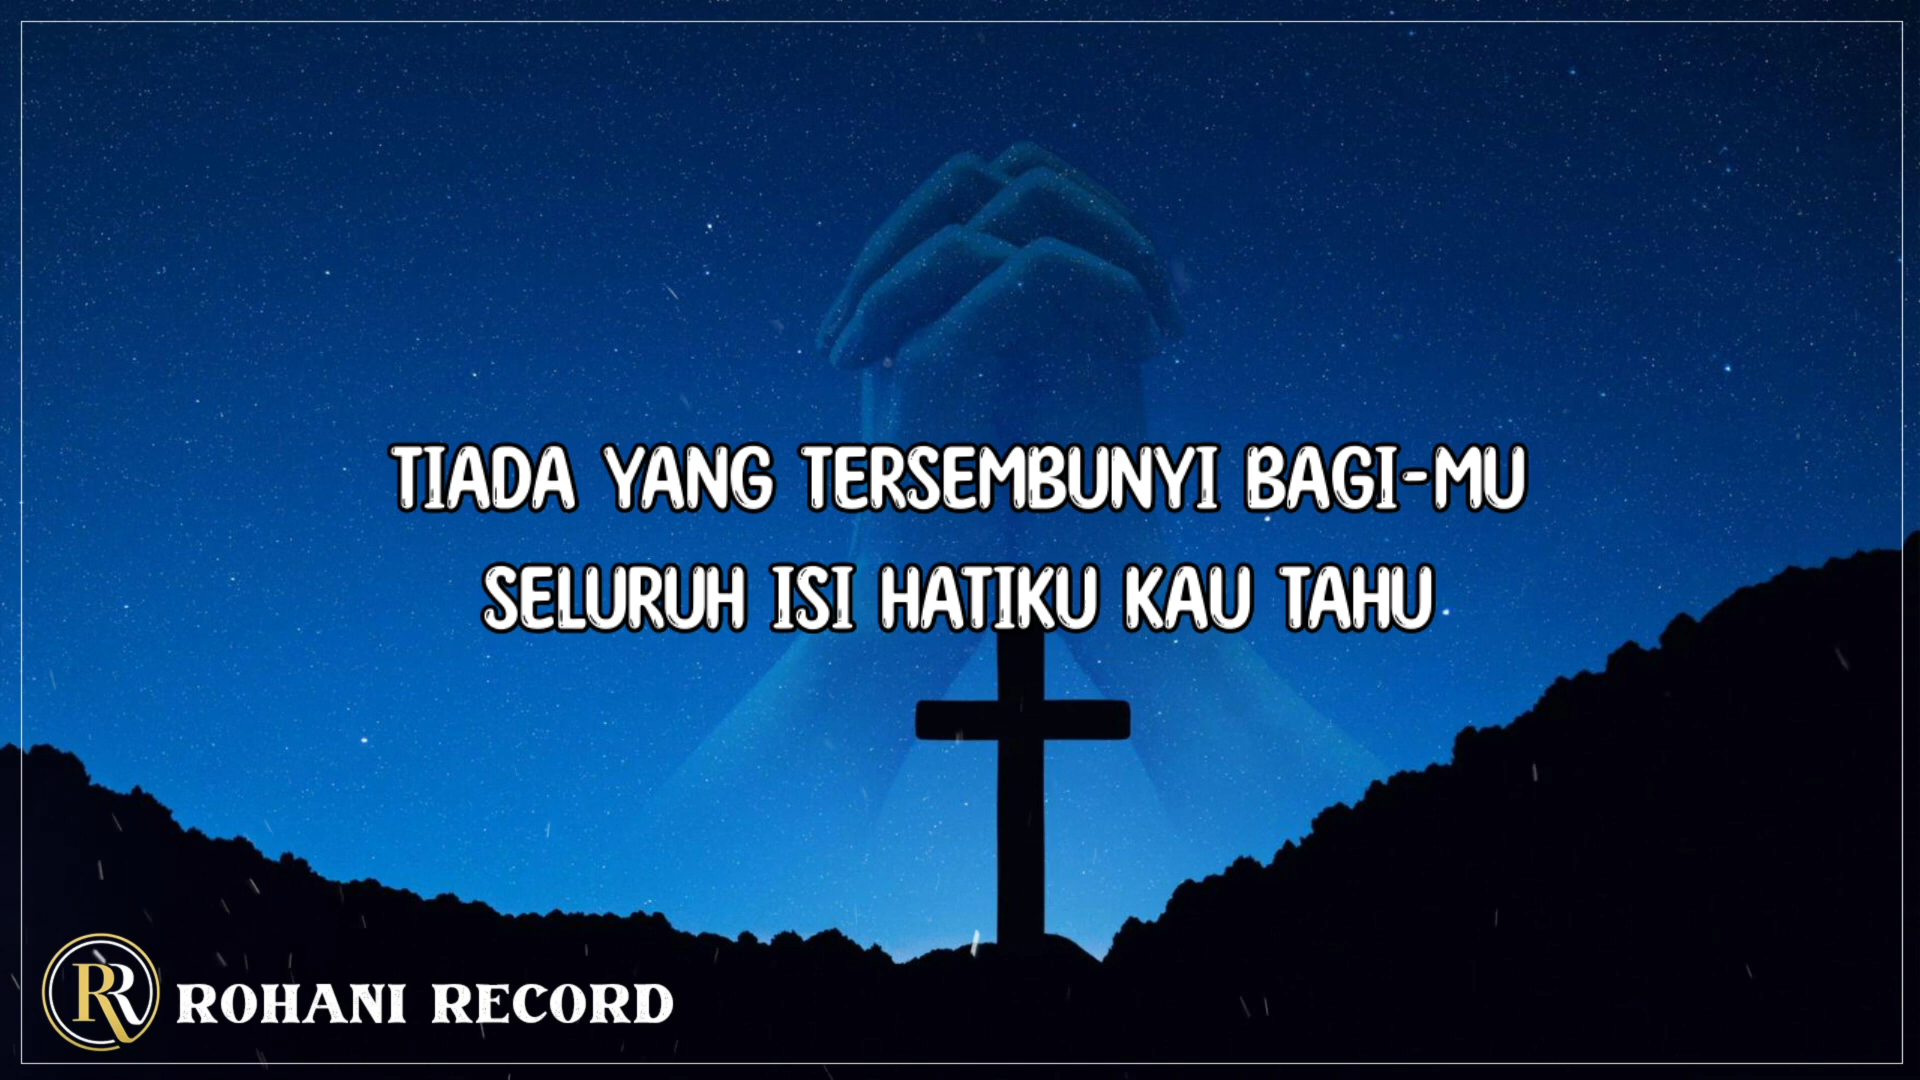 TIADA YANG TERSEMBUNYI BAGI-MU
SELURUH ISI HATIKU KAU TAHU
RR ROHANI RECORD